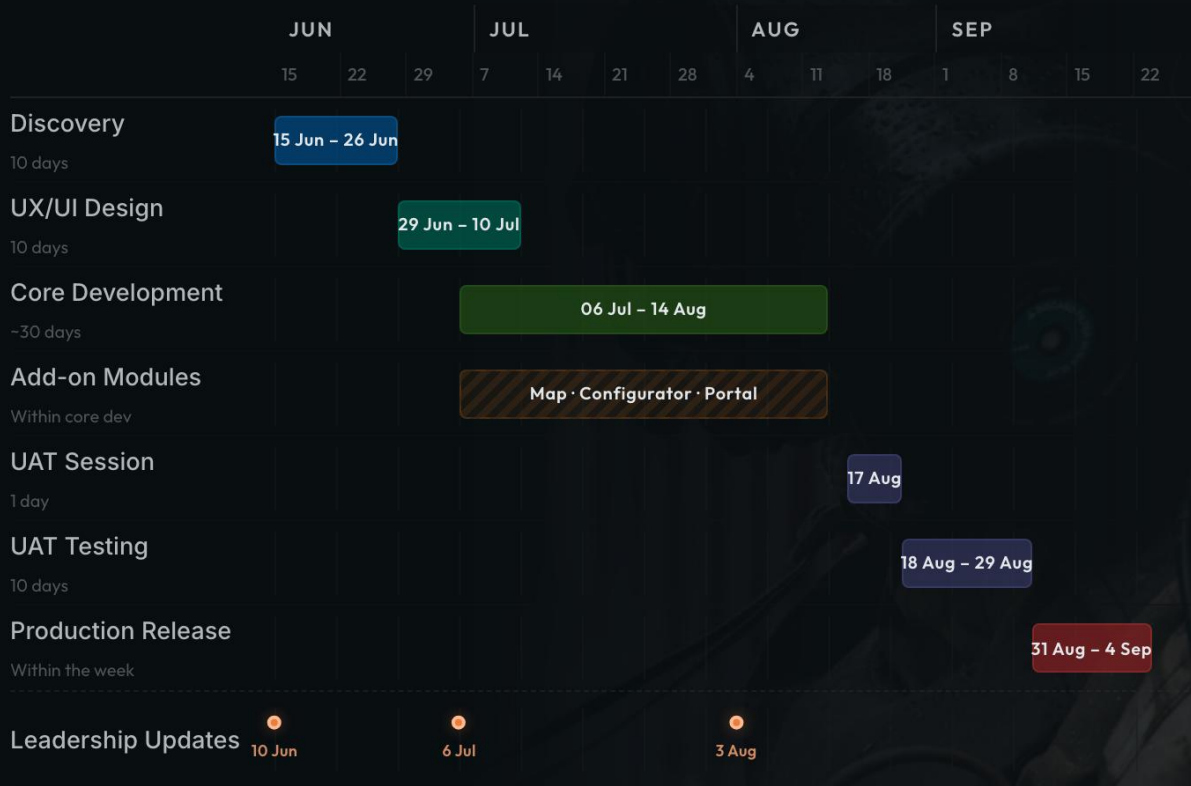 JUN JUL AUG SEP
15 22 29 7 14 21 28 4 11 18 1 8 15 22
Discovery
10 days
15 Jun – 26 Jun
UX/UI Design
10 days
29 Jun – 10 Jul
Core Development
~30 days
06 Jul – 14 Aug
Add-on Modules
Within core dev
Map · Configurator · Portal
UAT Session
1 day
17 Aug
UAT Testing
10 days
18 Aug – 29 Aug
Production Release
Within the week
31 Aug – 4 Sep
Leadership Updates
10 Jun
6 Jul
3 Aug